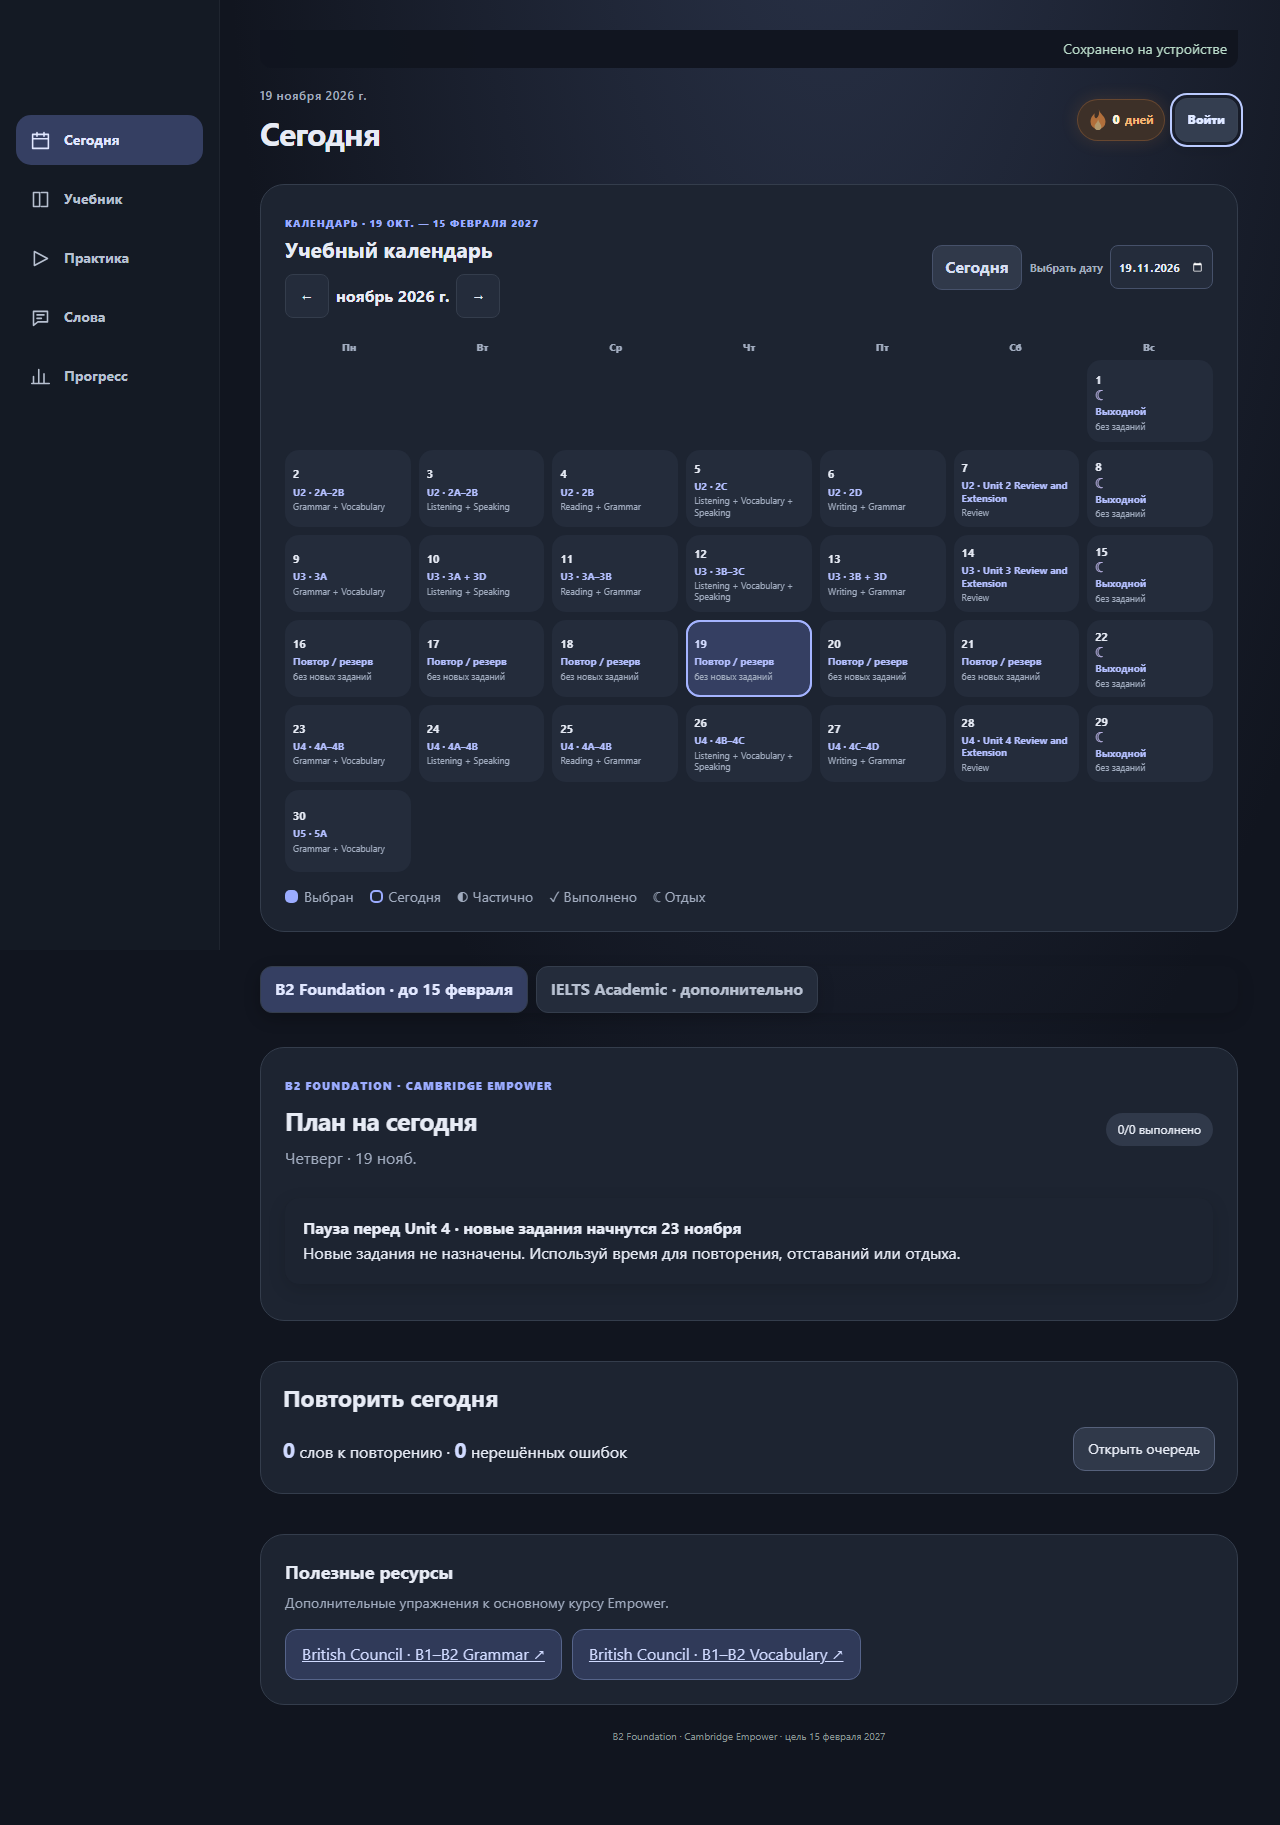 Сохранено на устройстве
19 ноября 2026 г.
Сегодня
0 дней
Войти
Сегодня
Учебник
Практика
Слова
Прогресс
КАЛЕНДАРЬ · 19 ОКТ. — 15 ФЕВРАЛЯ 2027
Учебный календарь
← ноябрь 2026 г. →
Сегодня Выбрать дату 19.11.2026
Пн Вт Ср Чт Пт Сб Вс
1
☾
Выходной
без заданий
2
U2 · 2A–2B
Grammar + Vocabulary
3
U2 · 2A–2B
Listening + Speaking
4
U2 · 2B
Reading + Grammar
5
U2 · 2C
Listening + Vocabulary +
Speaking
6
U2 · 2D
Writing + Grammar
7
U2 · Unit 2 Review and
Extension
Review
8
☾
Выходной
без заданий
9
U3 · 3A
Grammar + Vocabulary
10
U3 · 3A + 3D
Listening + Speaking
11
U3 · 3A–3B
Reading + Grammar
12
U3 · 3B–3C
Listening + Vocabulary +
Speaking
13
U3 · 3B + 3D
Writing + Grammar
14
U3 · Unit 3 Review and
Extension
Review
15
☾
Выходной
без заданий
16
Повтор / резерв
без новых заданий
17
Повтор / резерв
без новых заданий
18
Повтор / резерв
без новых заданий
19
Повтор / резерв
без новых заданий
20
Повтор / резерв
без новых заданий
21
Повтор / резерв
без новых заданий
22
☾
Выходной
без заданий
23
U4 · 4A–4B
Grammar + Vocabulary
24
U4 · 4A–4B
Listening + Speaking
25
U4 · 4A–4B
Reading + Grammar
26
U4 · 4B–4C
Listening + Vocabulary +
Speaking
27
U4 · 4C–4D
Writing + Grammar
28
U4 · Unit 4 Review and
Extension
Review
29
☾
Выходной
без заданий
30
U5 · 5A
Grammar + Vocabulary
Выбран Сегодня ◐ Частично ✓ Выполнено ☾ Отдых
B2 Foundation · до 15 февраля
IELTS Academic · дополнительно
B2 FOUNDATION · CAMBRIDGE EMPOWER
План на сегодня
0/0 выполнено
Четверг · 19 нояб.
Пауза перед Unit 4 · новые задания начнутся 23 ноября
Новые задания не назначены. Используй время для повторения, отставаний или отдыха.
Повторить сегодня
0 слов к повторению · 0 нерешённых ошибок
Открыть очередь
Полезные ресурсы
Дополнительные упражнения к основному курсу Empower.
British Council · B1–B2 Grammar ↗
British Council · B1–B2 Vocabulary ↗
B2 Foundation · Cambridge Empower · цель 15 февраля 2027